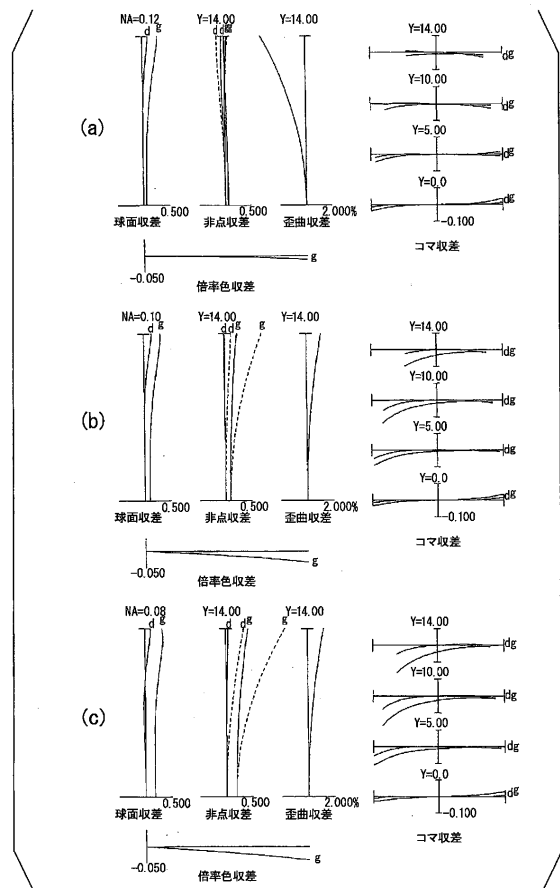 (a)
NA=0.12
d g
0.500
球面収差
Y=14.00
d d g g
0.500
非点収差
Y=14.00
2.000%
歪曲収差
Y=14.00
dg
Y=10.00
dg
Y=5.00
dg
Y=0.0
dg
-0.100
コマ収差
g
-0.050
倍率色収差
(b)
NA=0.10
d g
0.500
球面収差
Y=14.00
d d g g
0.500
非点収差
Y=14.00
2.000%
歪曲収差
Y=14.00
dg
Y=10.00
dg
Y=5.00
dg
Y=0.0
dg
-0.100
コマ収差
g
-0.050
倍率色収差
(c)
NA=0.08
d g
0.500
球面収差
Y=14.00
d d g g
0.500
非点収差
Y=14.00
2.000%
歪曲収差
Y=14.00
dg
Y=10.00
dg
Y=5.00
dg
Y=0.0
dg
-0.100
コマ収差
g
-0.050
倍率色収差